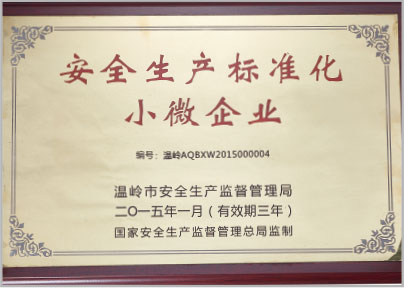 安全生产标准化
小微企业
编号：温岭AQBXW2015000004
温岭市安全生产监督管理局
二〇一五年一月（有效期三年）
国家安全生产监督管理总局监制